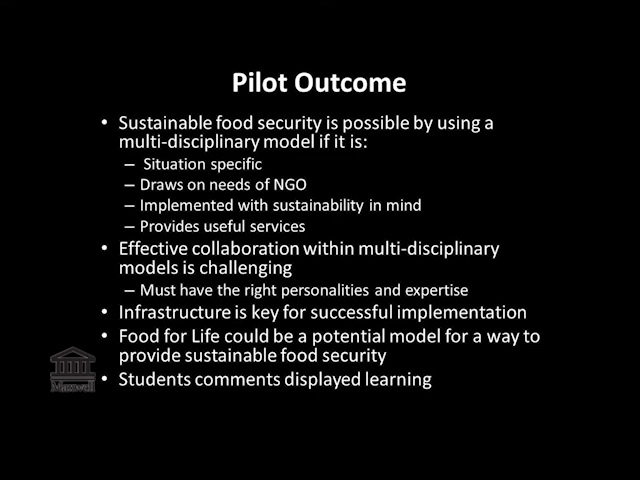 Pilot Outcome
• Sustainable food security is possible by using a
multi-disciplinary model if it is:
– Situation specific
– Draws on needs of NGO
– Implemented with sustainability in mind
– Provides useful services
• Effective collaboration within multi-disciplinary
models is challenging
– Must have the right personalities and expertise
• Infrastructure is key for successful implementation
• Food for Life could be a potential model for a way to
provide sustainable food security
• Students comments displayed learning
Maxwell